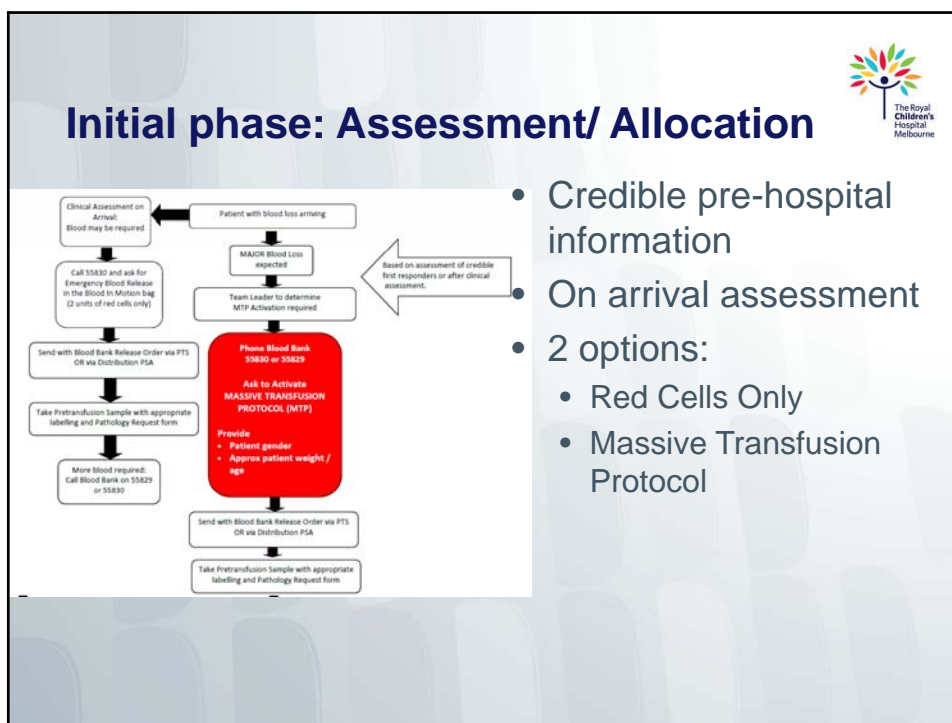 The Royal
Children's
Hospital
Melbourne
Initial phase: Assessment/ Allocation
Clinical Assessment on
Arrival:
Blood may be required
Call 55830 and ask for
Emergency Blood Release
in the Blood In Motion bag
(2 units of red cells only)
Send with Blood Bank Release Order via PTS
OR via Distribution PSA
Take Pretransfusion Sample with appropriate
labelling and Pathology Request form
More blood required:
Call Blood Bank on 55829
or 55830
Patient with blood loss arriving
MAJOR Blood Loss
expected
Team Leader to determine
MTP Activation required
Phone Blood Bank
55830 or 55829
Ask to Activate
MASSIVE TRANSFUSION
PROTOCOL (MTP)
Provide
• Patient gender
• Approx patient weight /
age
Send with Blood Bank Release Order via PTS
OR via Distribution PSA
Take Pretransfusion Sample with appropriate
labelling and Pathology Request form
Based on assessment of credible
first responders or after clinical
assessment.
• Credible pre-hospital
information
• On arrival assessment
• 2 options:
• Red Cells Only
• Massive Transfusion
Protocol